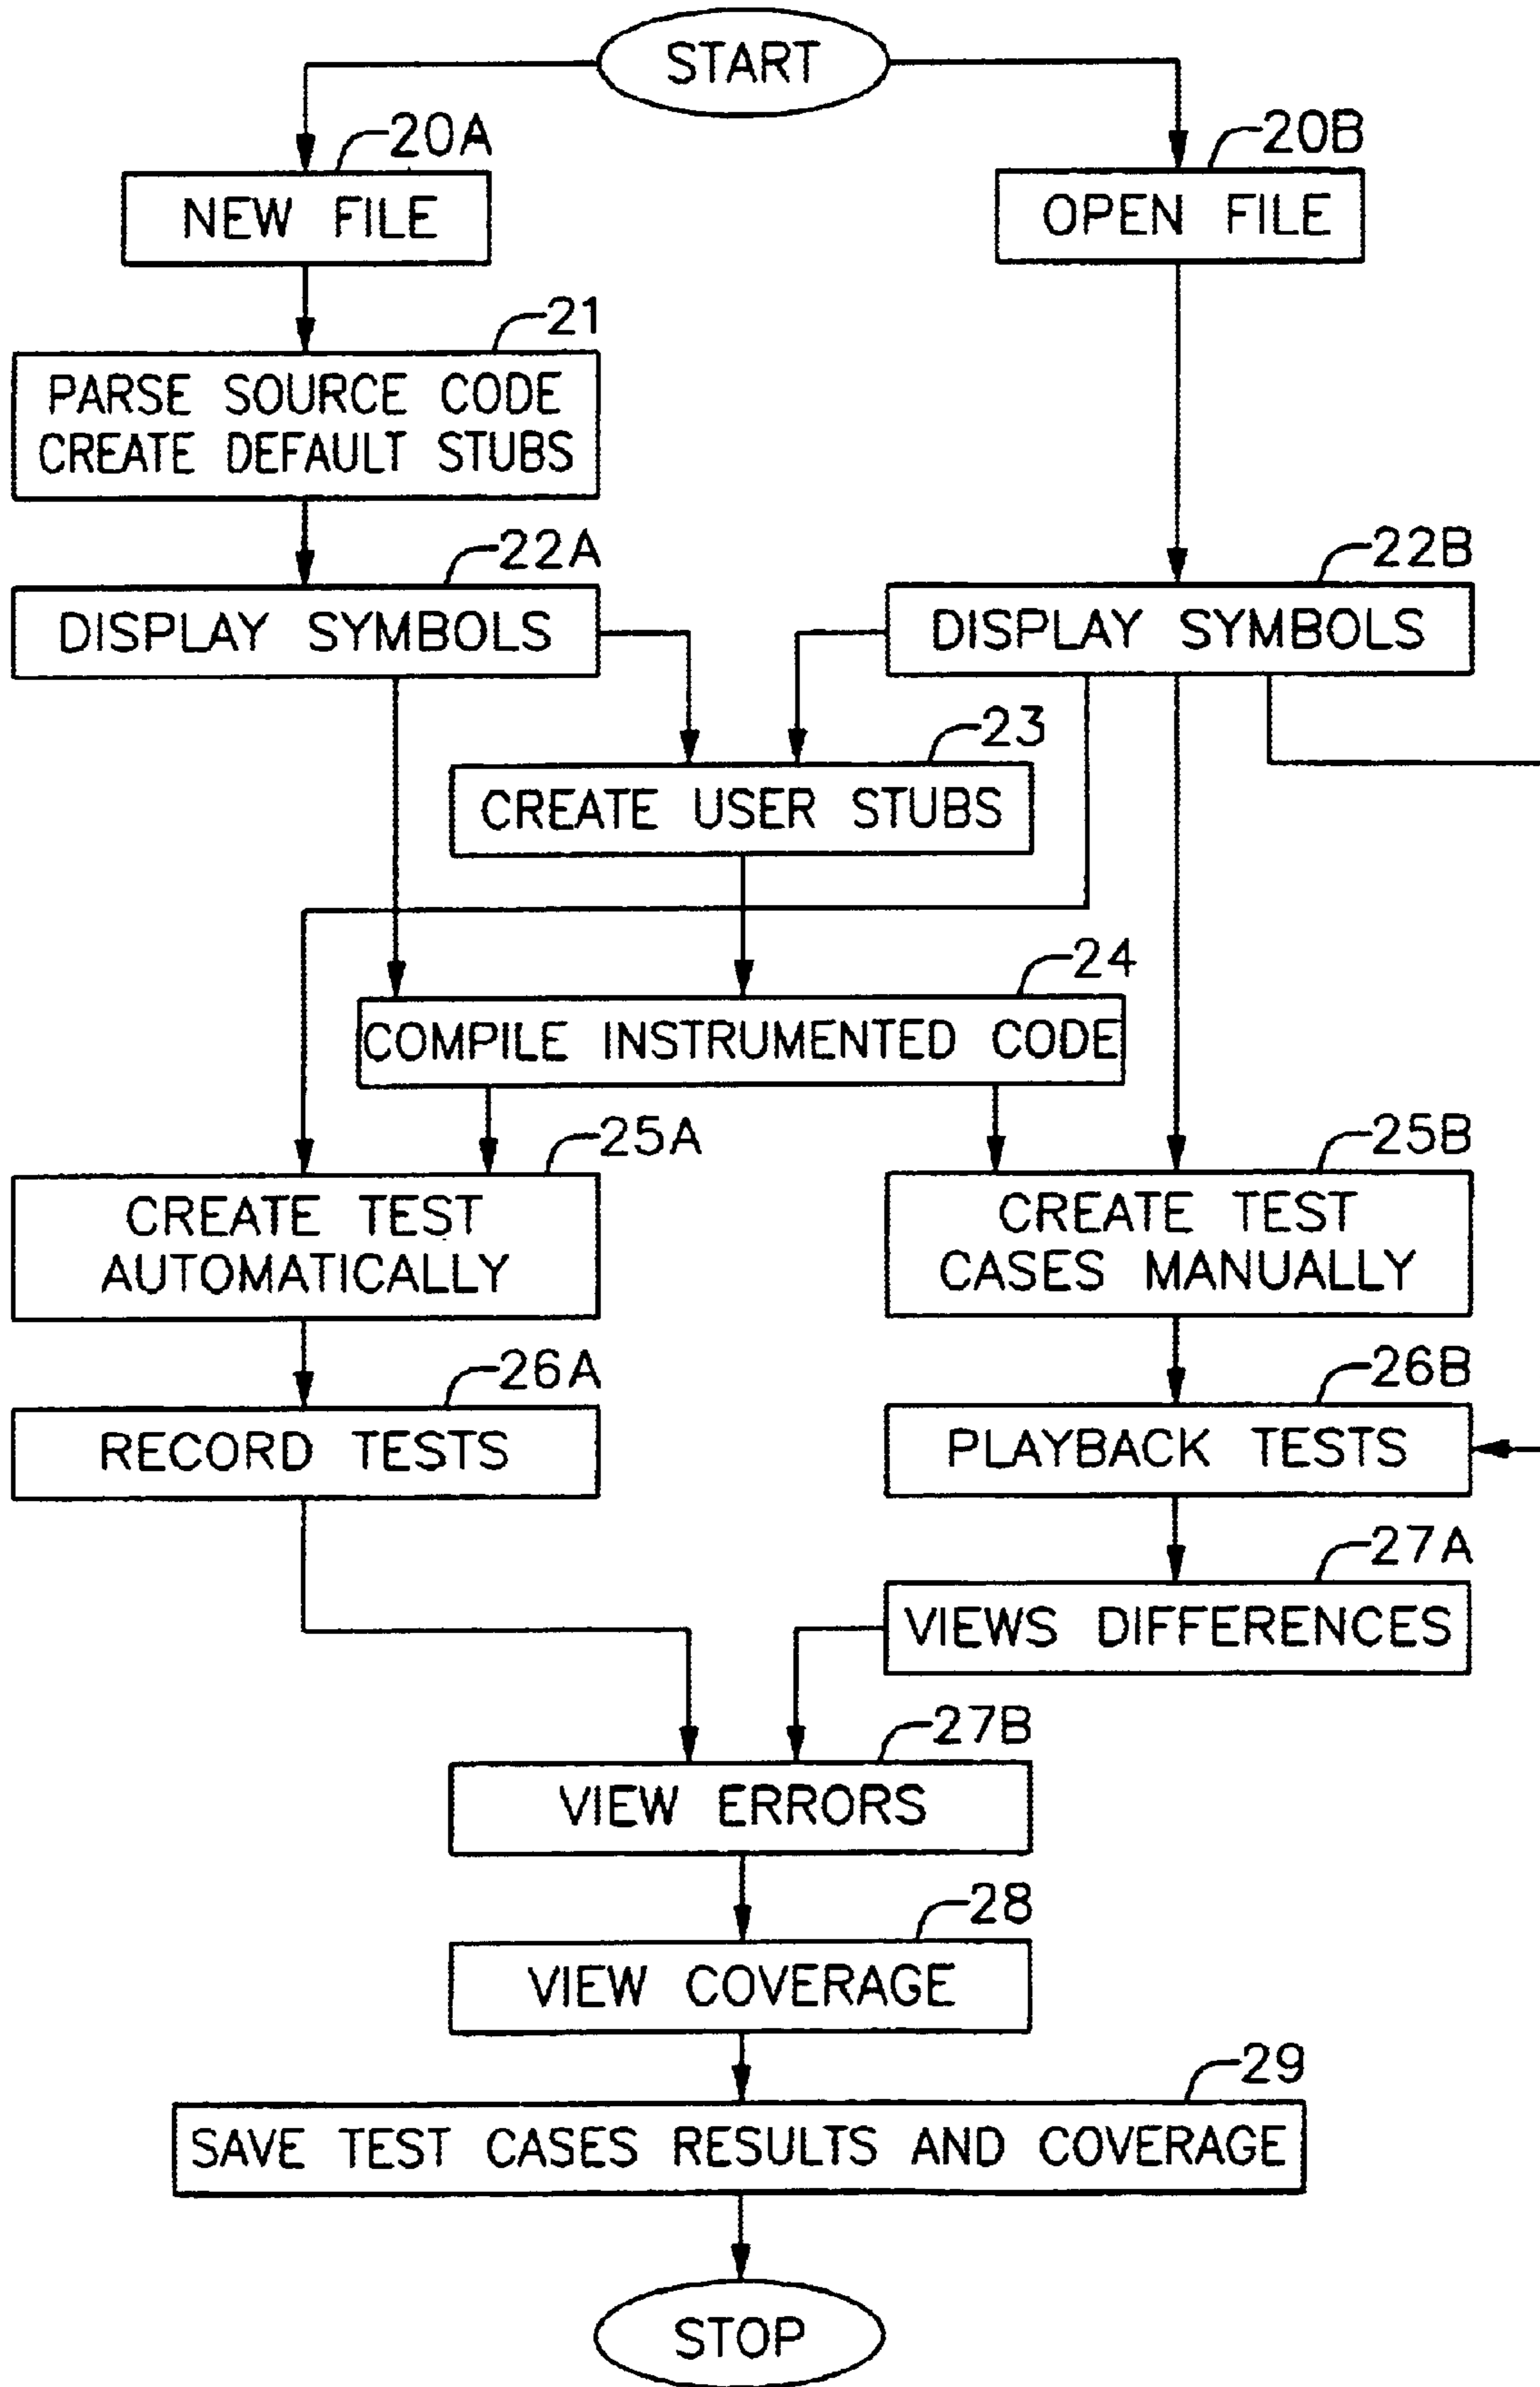 START
20A
20B
NEW FILE
OPEN FILE
21
PARSE SOURCE CODE
CREATE DEFAULT STUBS
22A
22B
DISPLAY SYMBOLS
DISPLAY SYMBOLS
23
CREATE USER STUBS
24
COMPILE INSTRUMENTED CODE
25A
25B
CREATE TEST
AUTOMATICALLY
CREATE TEST
CASES MANUALLY
26A
26B
RECORD TESTS
PLAYBACK TESTS
27A
VIEWS DIFFERENCES
27B
VIEW ERRORS
28
VIEW COVERAGE
29
SAVE TEST CASES RESULTS AND COVERAGE
STOP